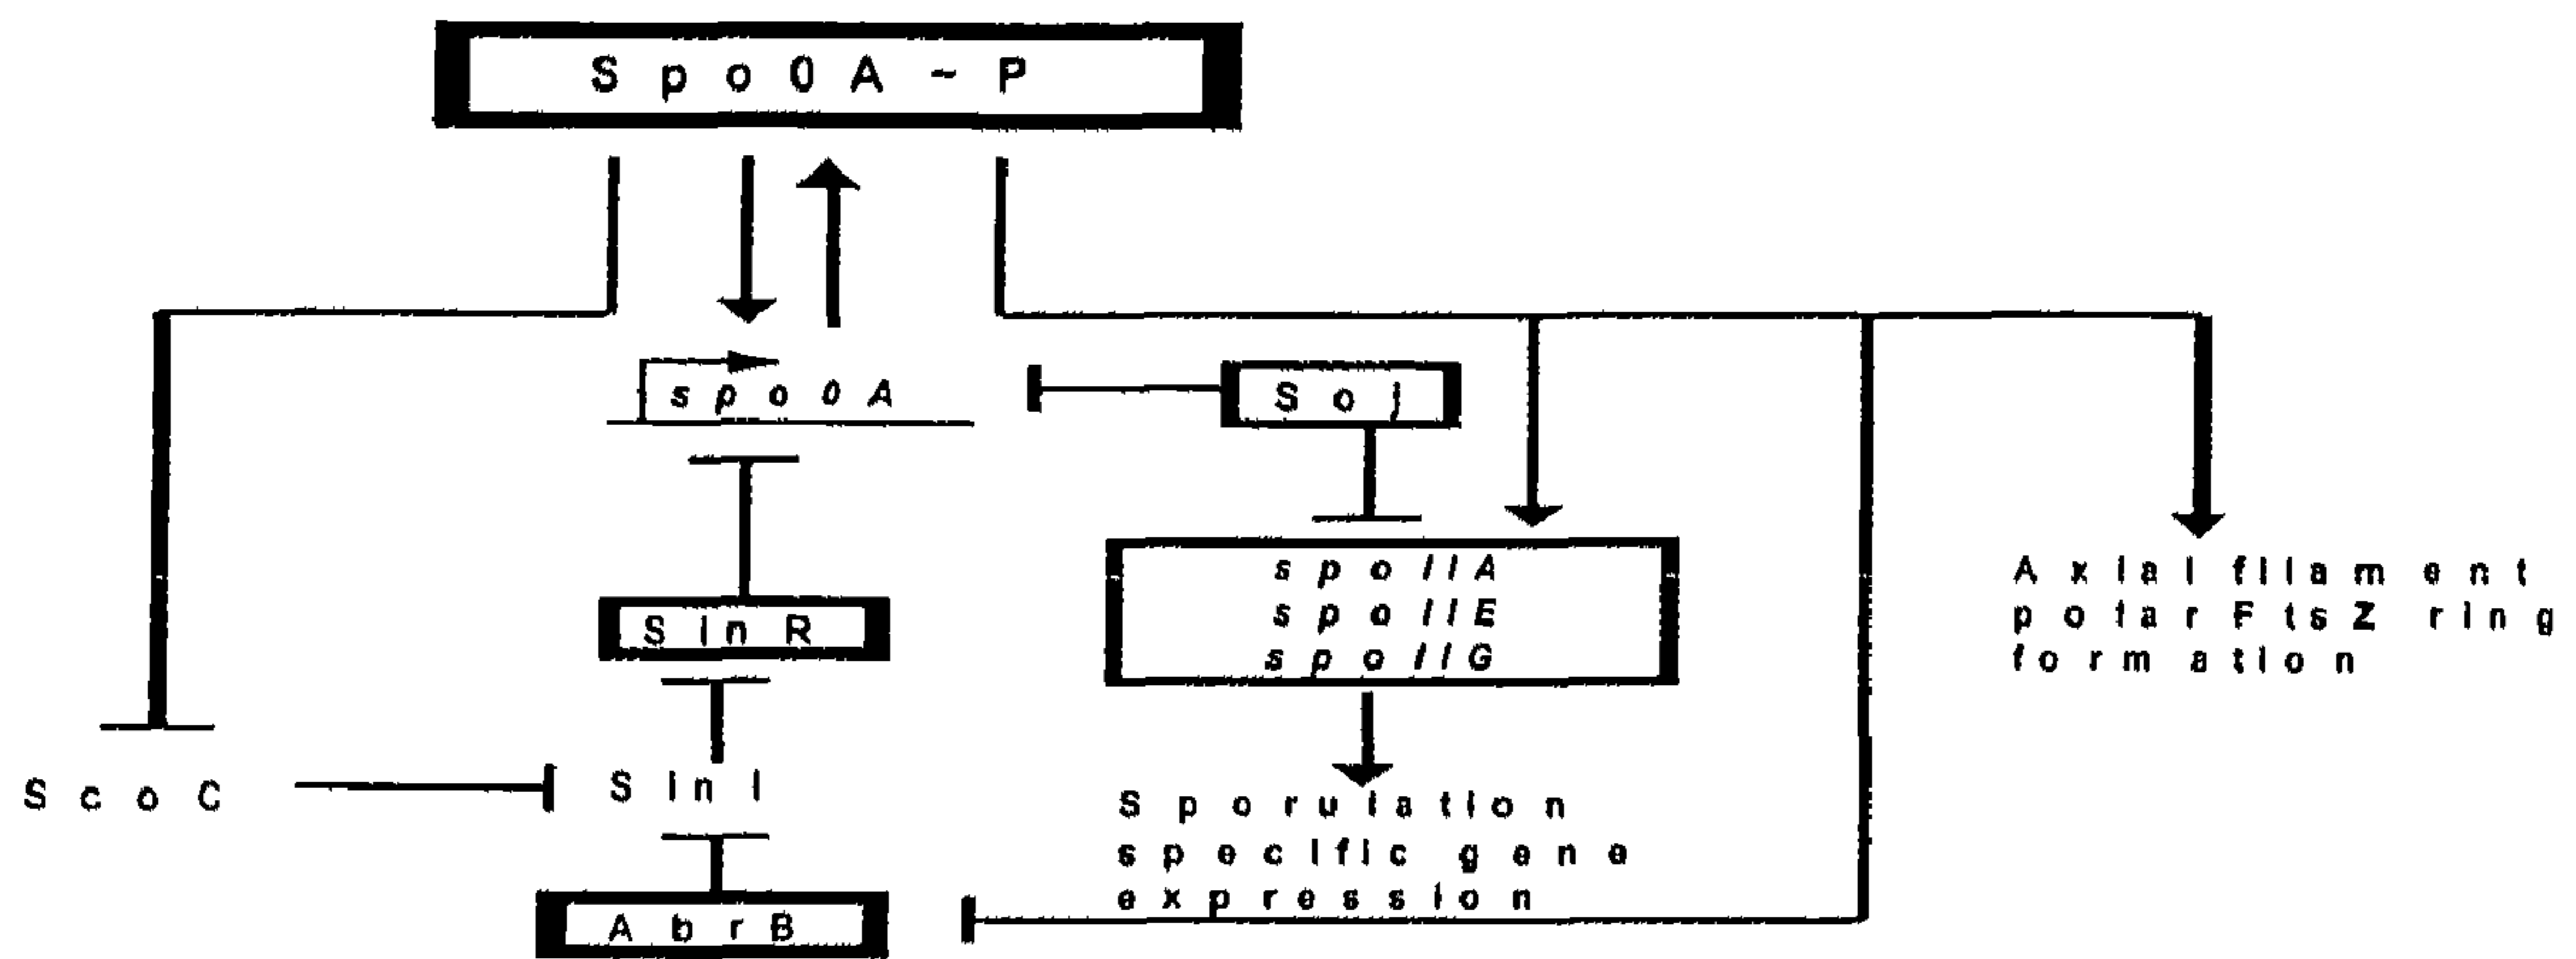 Spo0A~P
spo0A
Soj
spoIIA
spoIIE
spoIIG
Axial filament
polar FtsZ ring
formation
SinR
ScoC
SinI
Sporulation
specific gene
expression
AbrB